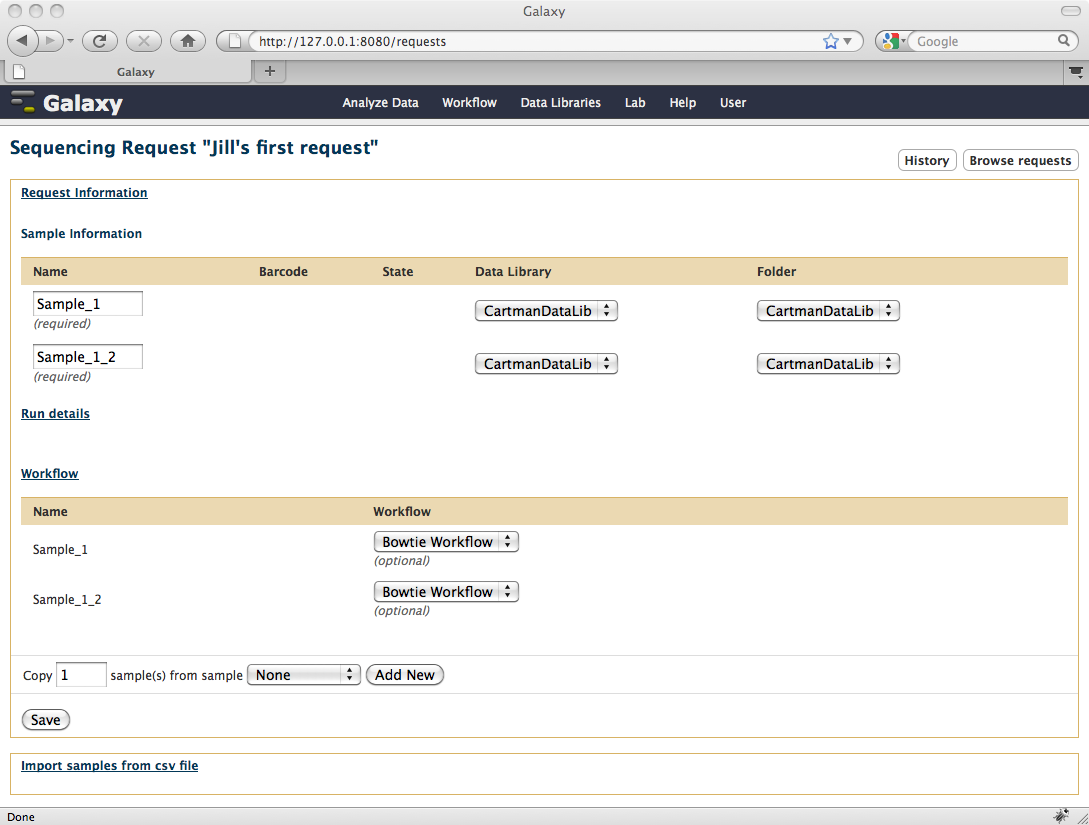 Galaxy
http://127.0.0.1:8080/requests
Google
Galaxy
Galaxy Analyze Data Workflow Data Libraries Lab Help User
Sequencing Request "Jill's first request"
History Browse requests
Request Information
Sample Information
Name Barcode State Data Library Folder
Sample_1 CartmanDataLib CartmanDataLib
(required)
Sample_1_2 CartmanDataLib CartmanDataLib
(required)
Run details
Workflow
Name Workflow
Sample_1 Bowtie Workflow
(optional)
Sample_1_2 Bowtie Workflow
(optional)
Copy 1 sample(s) from sample None Add New
Save
Import samples from csv file
Done